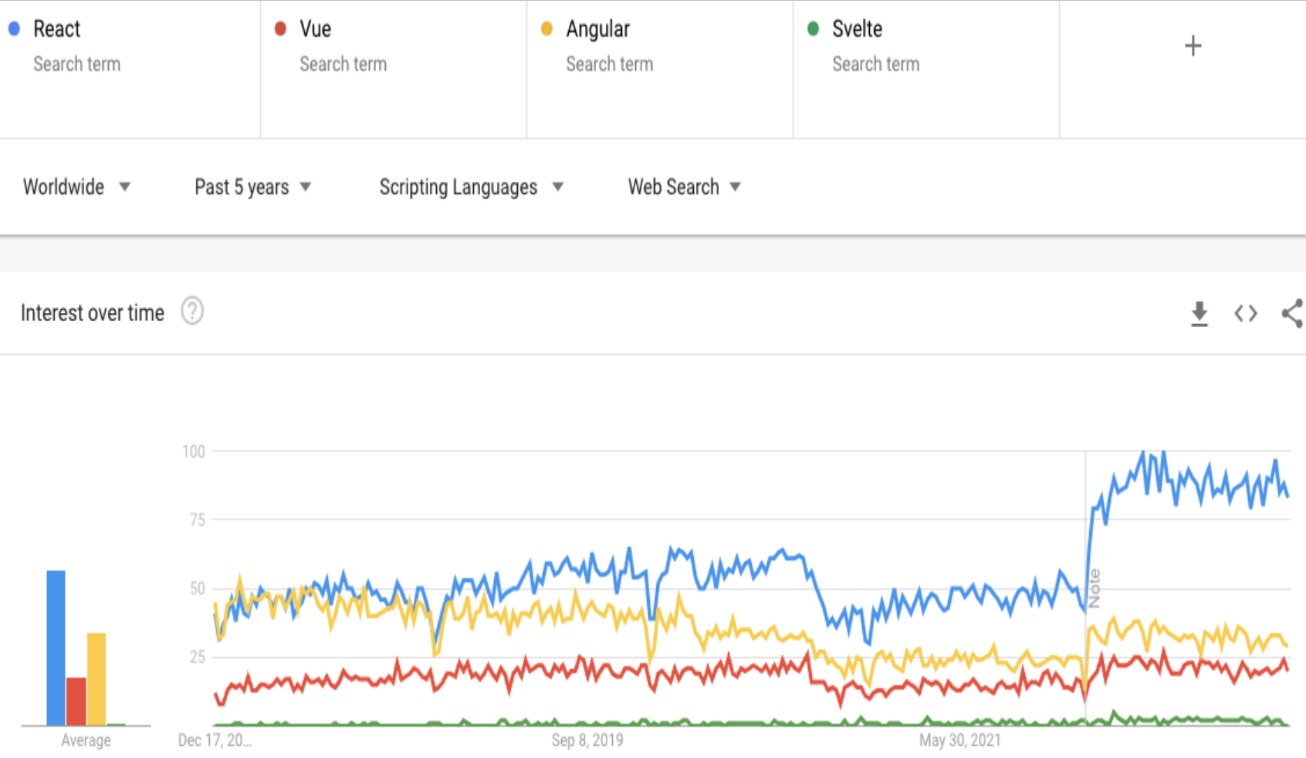 React
Search term
Vue
Search term
Angular
Search term
Svelte
Search term
+
Worldwide
Past 5 years
Scripting Languages
Web Search
Interest over time
?
100
75
50
25
Note
Average
Dec 17, 20...
Sep 8, 2019
May 30, 2021